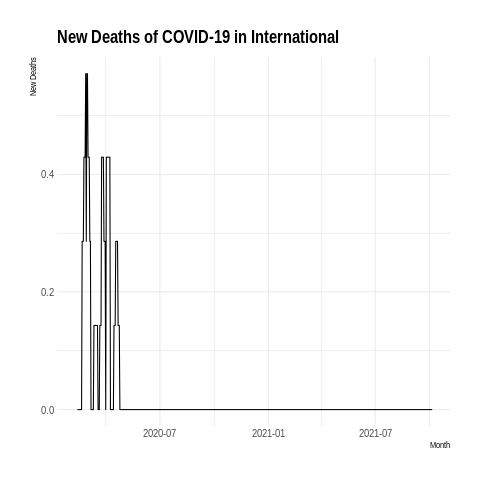 New Deaths of COVID-19 in International
New Deaths
0.4
0.2
0.0
2020-07 2021-01 2021-07
Month